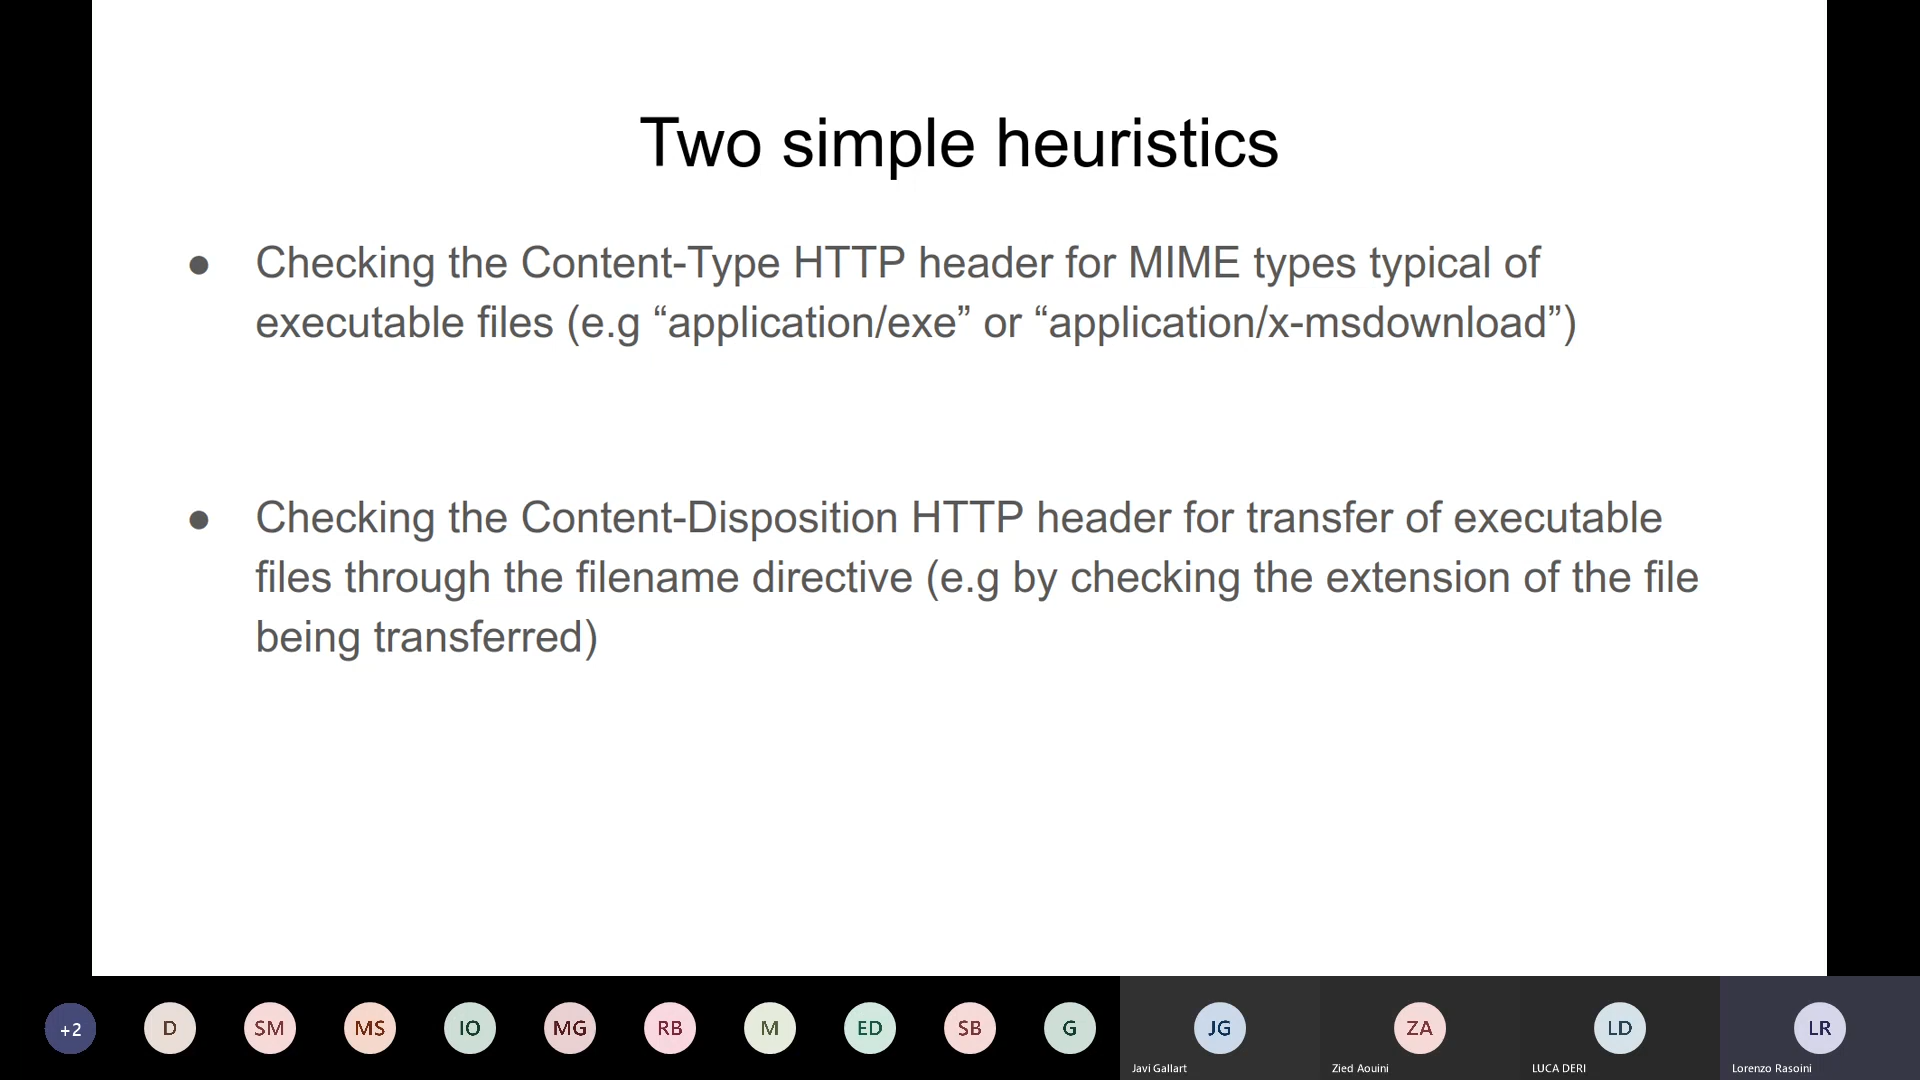 Two simple heuristics
● Checking the Content-Type HTTP header for MIME types typical of
executable files (e.g “application/exe” or “application/x-msdownload”)
● Checking the Content-Disposition HTTP header for transfer of executable
files through the filename directive (e.g by checking the extension of the file
being transferred)
+2 D SM MS IO MG RB M ED SB G JG ZA LD LR
Javi Gallart Zied Aouini LUCA DERI Lorenzo Rasoini